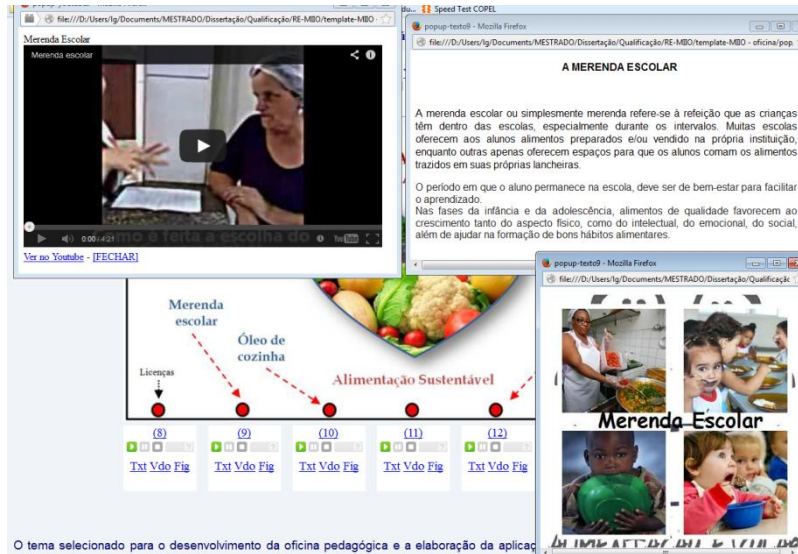 file:///D:/Users/Ig/Documents/MESTRADO/Dissertação/Qualificação/RE-MIIO/template-MIIO -
Merenda Escolar
Merenda escolar
0:00 / 4:21
YouTube
Ver no Youtube - [FECHAR]
Speed Test COPEL
popup-texto9 - Mozilla Firefox
file:///D:/Users/Ig/Documents/MESTRADO/Dissertação/Qualificação/RE-MIIO/template-MIIO - oficina/pop
A MERENDA ESCOLAR
A merenda escolar ou simplesmente merenda refere-se à refeição que as crianças
têm dentro das escolas, especialmente durante os intervalos. Muitas escolas
oferecem aos alunos alimentos preparados e/ou vendido na própria instituição,
enquanto outras apenas oferecem espaços para que os alunos comam os alimentos
trazidos em suas próprias lancheiras.
O período em que o aluno permanece na escola, deve ser de bem-estar para facilitar
o aprendizado.
Nas fases da infância e da adolescência, alimentos de qualidade favorecem ao
crescimento tanto do aspecto físico, como do intelectual, do emocional, do social,
além de ajudar na formação de bons hábitos alimentares.
popup-texto9 - Mozilla Firefox
file:///D:/Users/Ig/Documents/MESTRADO/Dissertação/Qualificaçã
Merenda Escolar
Merenda
escolar
Óleo de
cozinha
Licenças
Alimentação Sustentável
(8) (9) (10) (11) (12)
Txt Vdo Fig Txt Vdo Fig Txt Vdo Fig Txt Vdo Fig Txt Vdo Fig
O tema selecionado para o desenvolvimento da oficina pedagógica e a elaboração da aplicaç